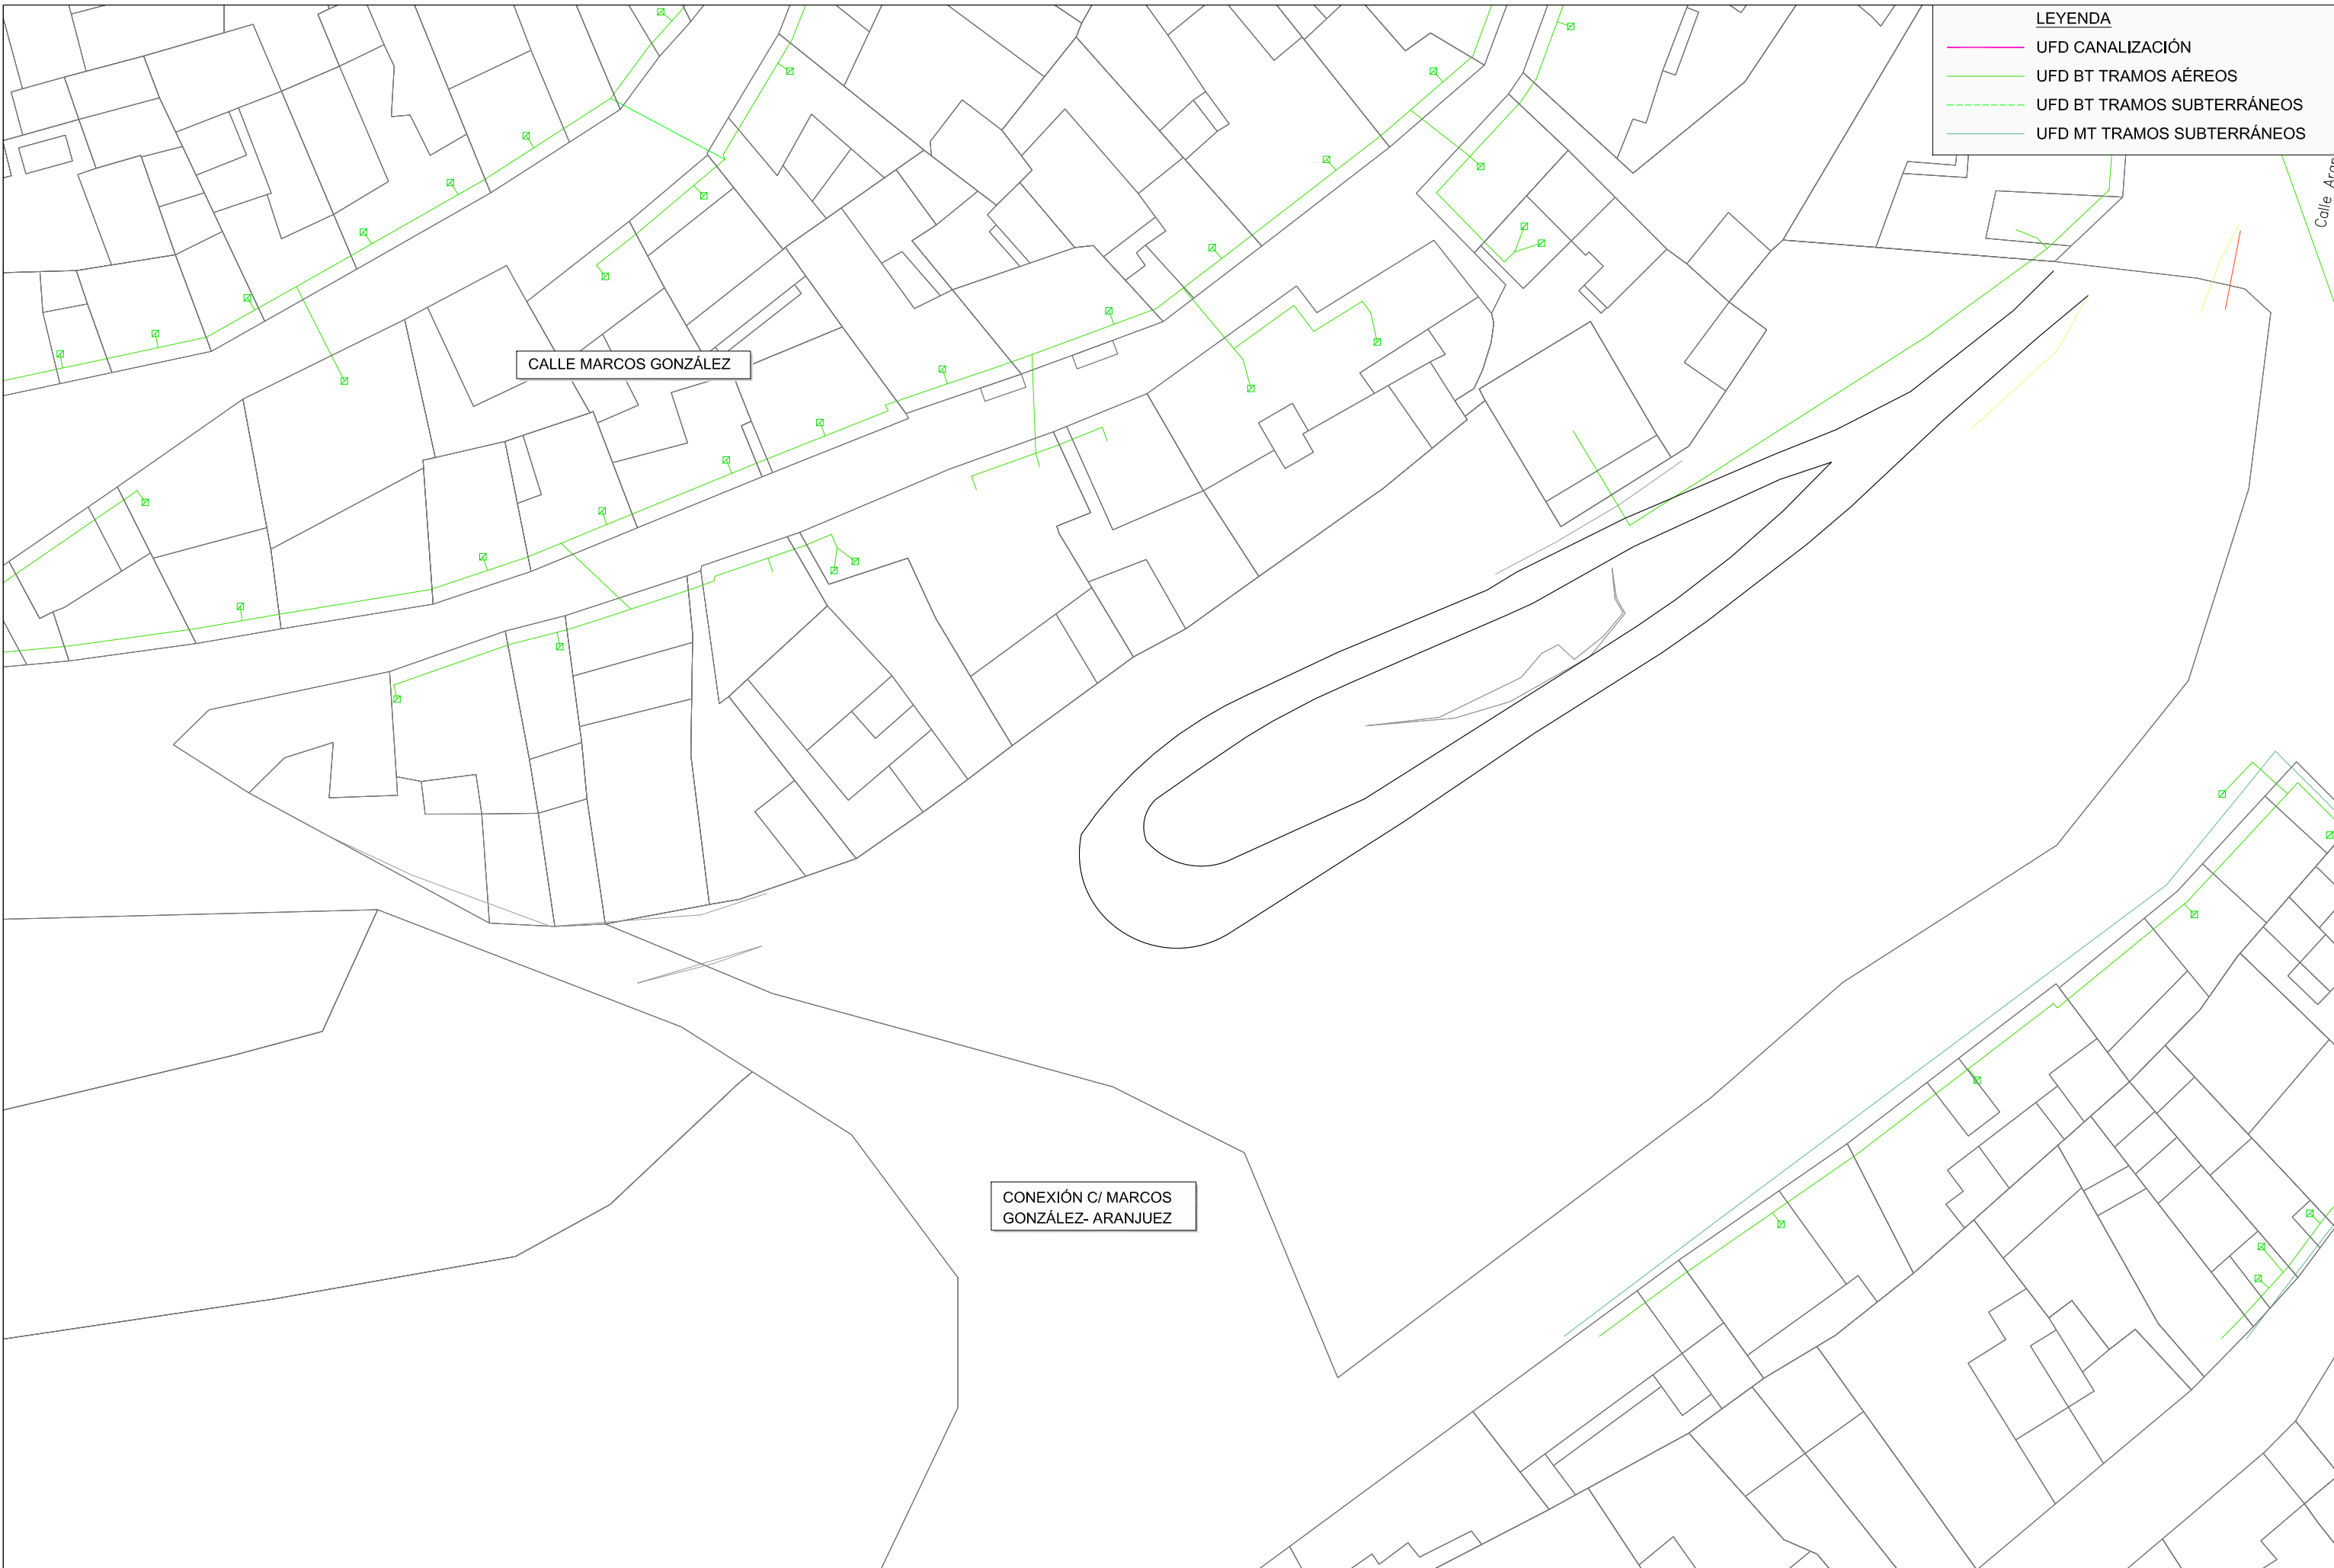 LEYENDA
UFD CANALIZACIÓN
UFD BT TRAMOS AÉREOS
UFD BT TRAMOS SUBTERRÁNEOS
UFD MT TRAMOS SUBTERRÁNEOS
Calle
CALLE MARCOS GONZÁLEZ
CONEXIÓN C/ MARCOS
GONZÁLEZ- ARANJUEZ